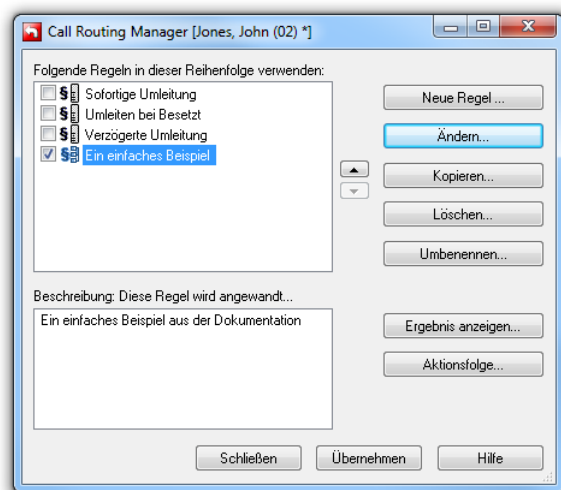 Call Routing Manager [Jones, John (02) *]
Folgende Regeln in dieser Reihenfolge verwenden:
§ Sofortige Umleitung
§ Umleiten bei Besetzt
§ Verzögerte Umleitung
§ Ein einfaches Beispiel
Neue Regel ...
Ändern...
Kopieren...
Löschen...
Umbenennen...
Beschreibung: Diese Regel wird angewandt...
Ein einfaches Beispiel aus der Dokumentation
Ergebnis anzeigen...
Aktionsfolge...
Schließen
Übernehmen
Hilfe